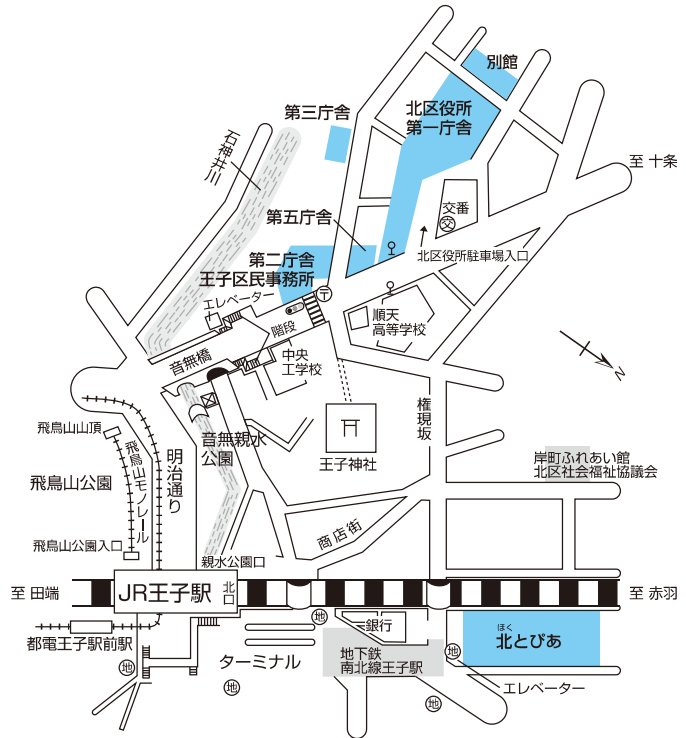 別館
北区役所
第一庁舎
第三庁舎
石神井川
至 十条
交番
交
第五庁舎
北区役所駐車場入口
第二庁舎
王子区民事務所
エレベーター
〒
順天
高等学校
階段
音無橋
中央
工学校
N
権現坂
飛鳥山山頂
音無親水
公園
王子神社
岸町ふれあい館
北区社会福祉協議会
飛鳥山公園
飛鳥山モノレール
明治通り
商店街
飛鳥山公園入口
親水公園口
至 田端
JR王子駅
北口
至 赤羽
都電王子駅前駅
地
銀行
ほく
北とぴあ
地
ターミナル
地下鉄
南北線王子駅
地
エレベーター
地
地